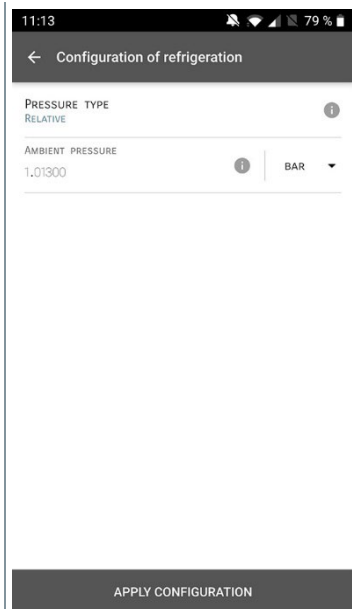 11:13 79 %
Configuration of refrigeration
PRESSURE TYPE
RELATIVE
AMBIENT PRESSURE
1.01300 BAR
APPLY CONFIGURATION